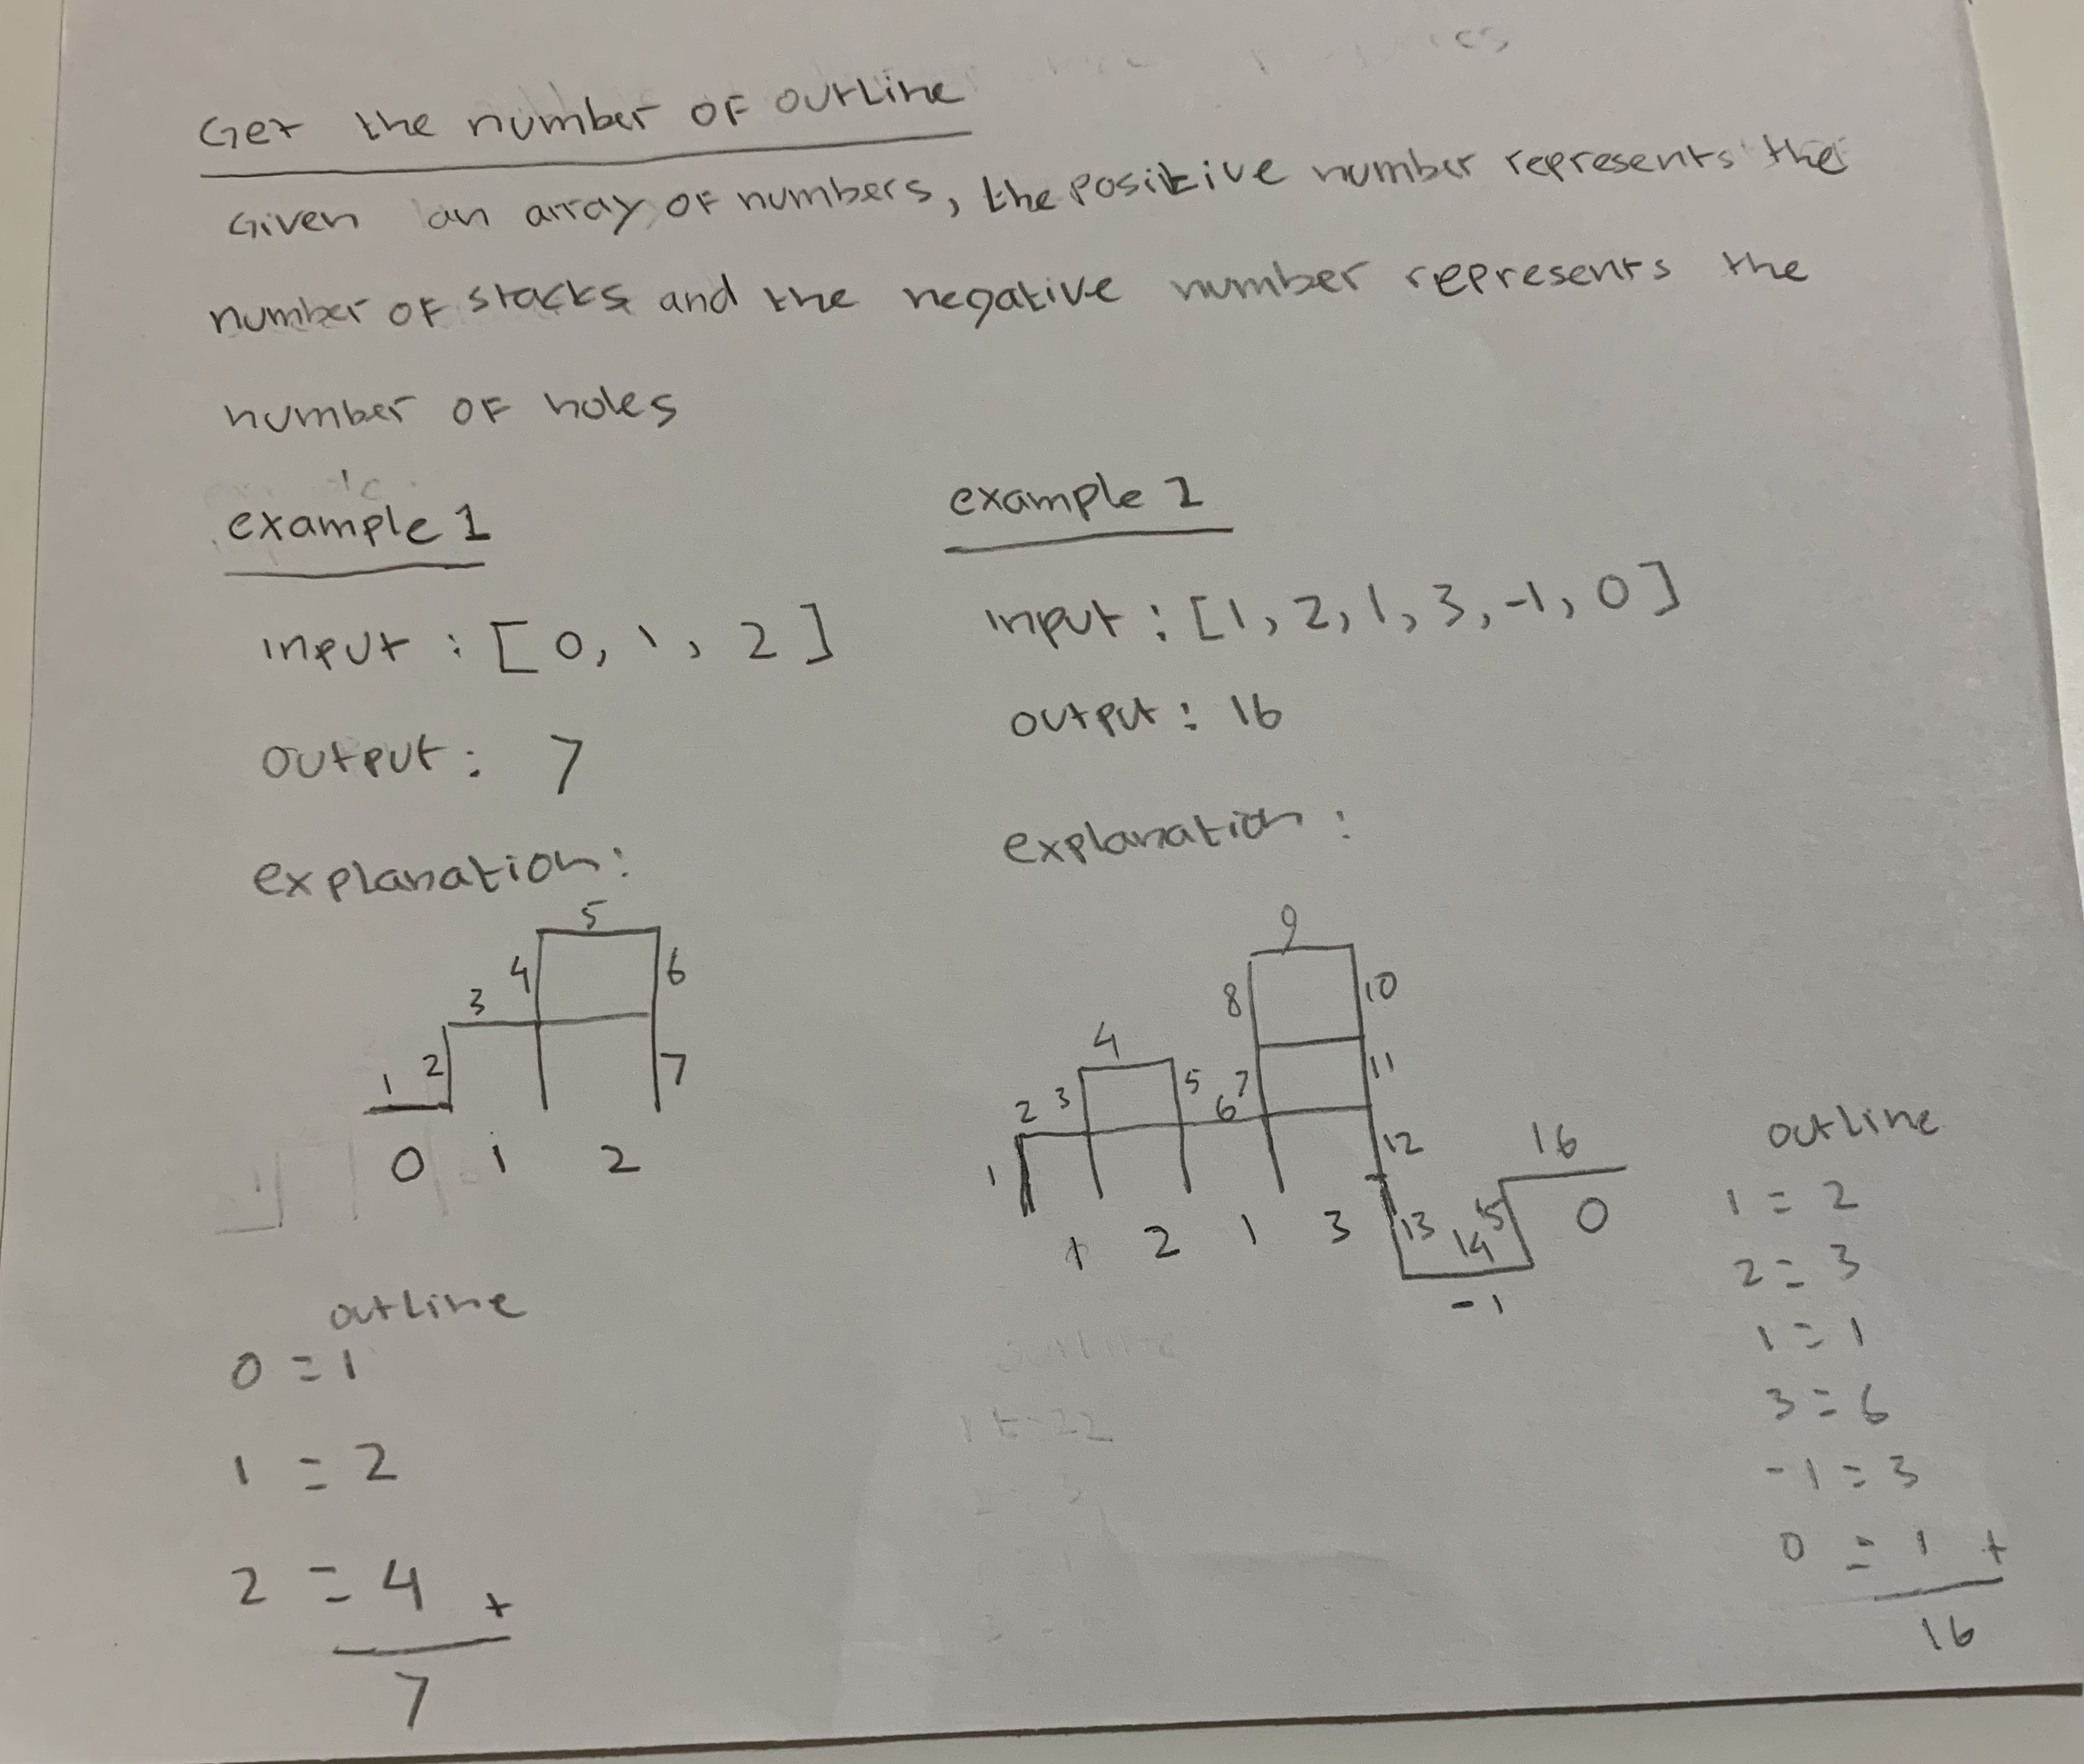 Get the number of outline
Given an array of numbers, the positive number represents the
number of stacks and the negative number represents the
number of holes
example 1
input : [0, 1, 2]
output : 7
explanation :
5
4
6
3
2
7
1
0 1 2
outline
0 = 1
1 = 2
2 = 4 +
7
example 2
input : [1, 2, 1, 3, -1, 0]
output : 16
explanation :
9
8
10
4
11
2 3
5
6 7
12
16
1
13 14 15
0
1 2 1 3
-1
outline
1 = 2
2 = 3
1 = 1
3 = 6
-1 = 3
0 = 1 +
16